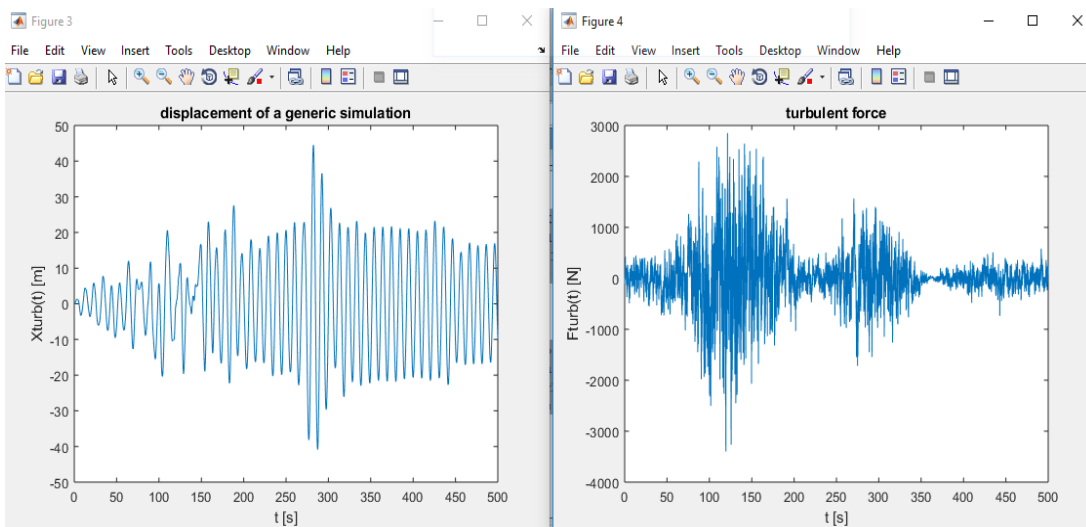 Figure 3
File Edit View Insert Tools Desktop Window Help
displacement of a generic simulation
50
40
30
20
10
0
-10
-20
-30
-40
-50
Xturb(t) [m]
0 50 100 150 200 250 300 350 400 450 500
t [s]
Figure 4
File Edit View Insert Tools Desktop Window Help
turbulent force
3000
2000
1000
0
-1000
-2000
-3000
-4000
Fturb(t) [N]
0 50 100 150 200 250 300 350 400 450 500
t [s]